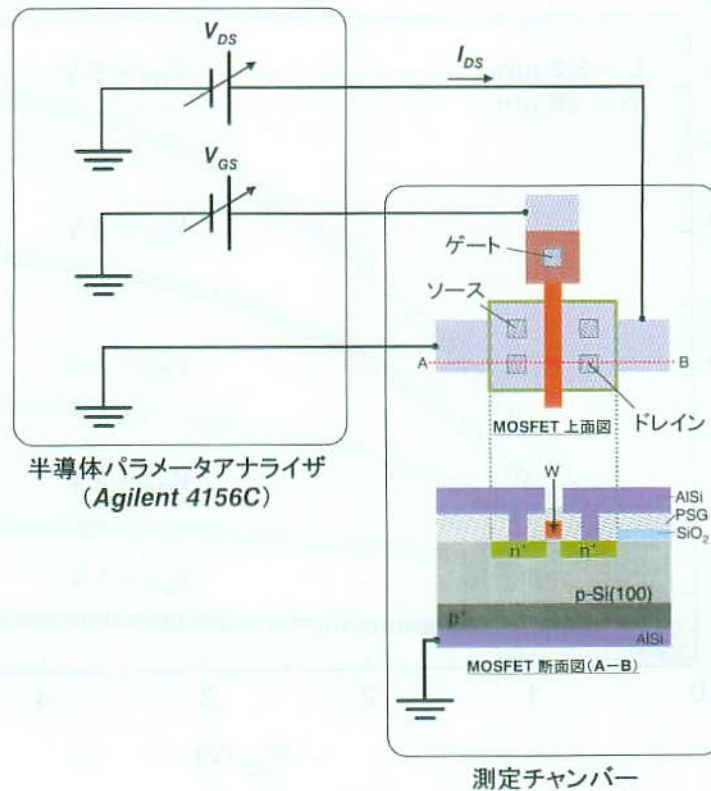 V_DS
I_DS
V_GS
ゲート
ソース
A
B
MOSFET 上面図
ドレイン
半導体パラメータアナライザ
（Agilent 4156C）
W
AlSi
PSG
SiO₂
n⁺
n⁺
p-Si(100)
p⁺
AlSi
MOSFET 断面図(A−B)
測定チャンバー